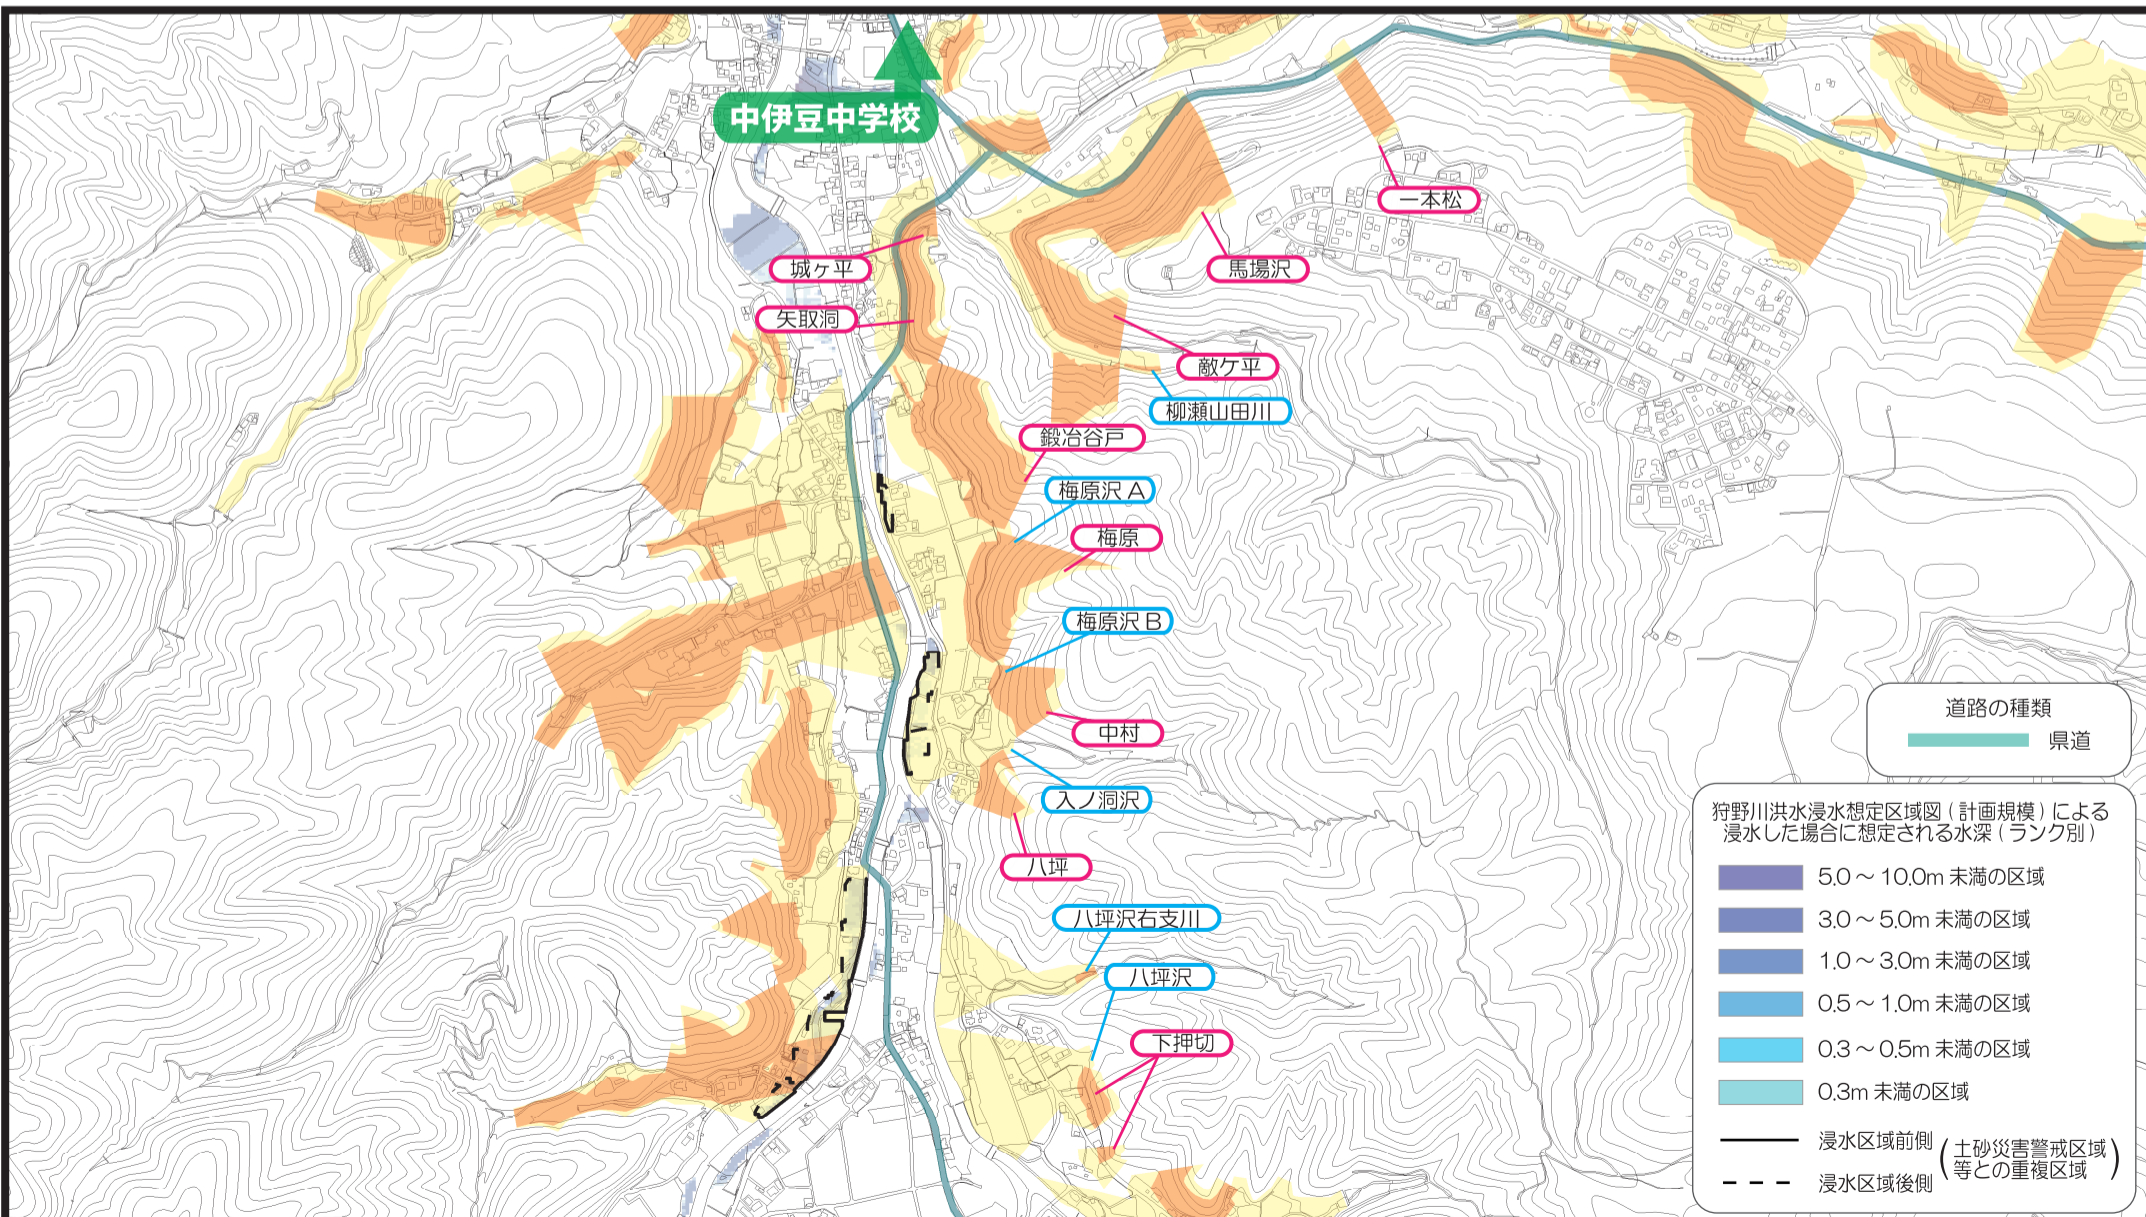 中伊豆中学校
一本松
城ヶ平
馬場沢
矢取洞
敵ケ平
柳瀬山田川
鍛冶谷戸
梅原沢 A
梅原
梅原沢 B
中村
入ノ洞沢
八坪
八坪沢右支川
八坪沢
下押切
道路の種類
県道
狩野川洪水浸水想定区域図 ( 計画規模 ) による
浸水した場合に想定される水深 ( ランク別 )
5.0 ～ 10.0m 未満の区域
3.0 ～ 5.0m 未満の区域
1.0 ～ 3.0m 未満の区域
0.5 ～ 1.0m 未満の区域
0.3 ～ 0.5m 未満の区域
0.3m 未満の区域
浸水区域前側
浸水区域後側
(土砂災害警戒区域
等との重複区域)